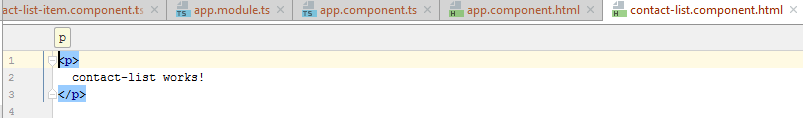 act-list-item.component.ts app.module.ts app.component.ts app.component.html contact-list.component.html
p
1 <p>
2 contact-list works!
3 </p>
4